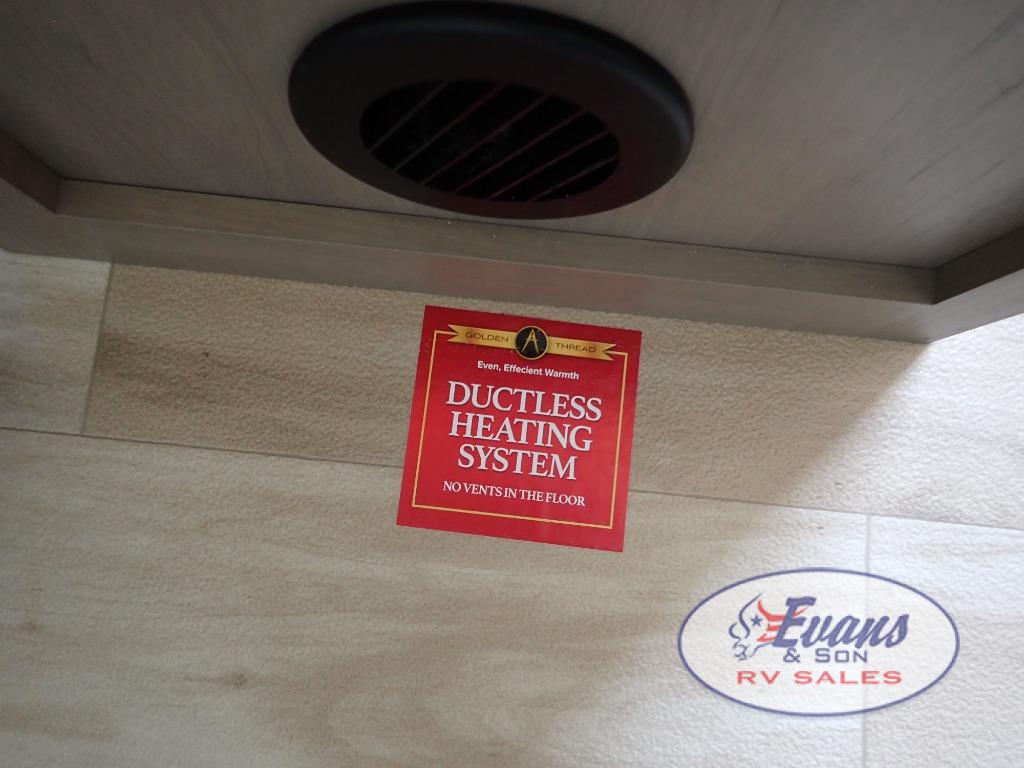 GOLDEN A THREAD
Even, Effecient Warmth
DUCTLESS
HEATING
SYSTEM
NO VENTS IN THE FLOOR
Evans
& SON
RV SALES